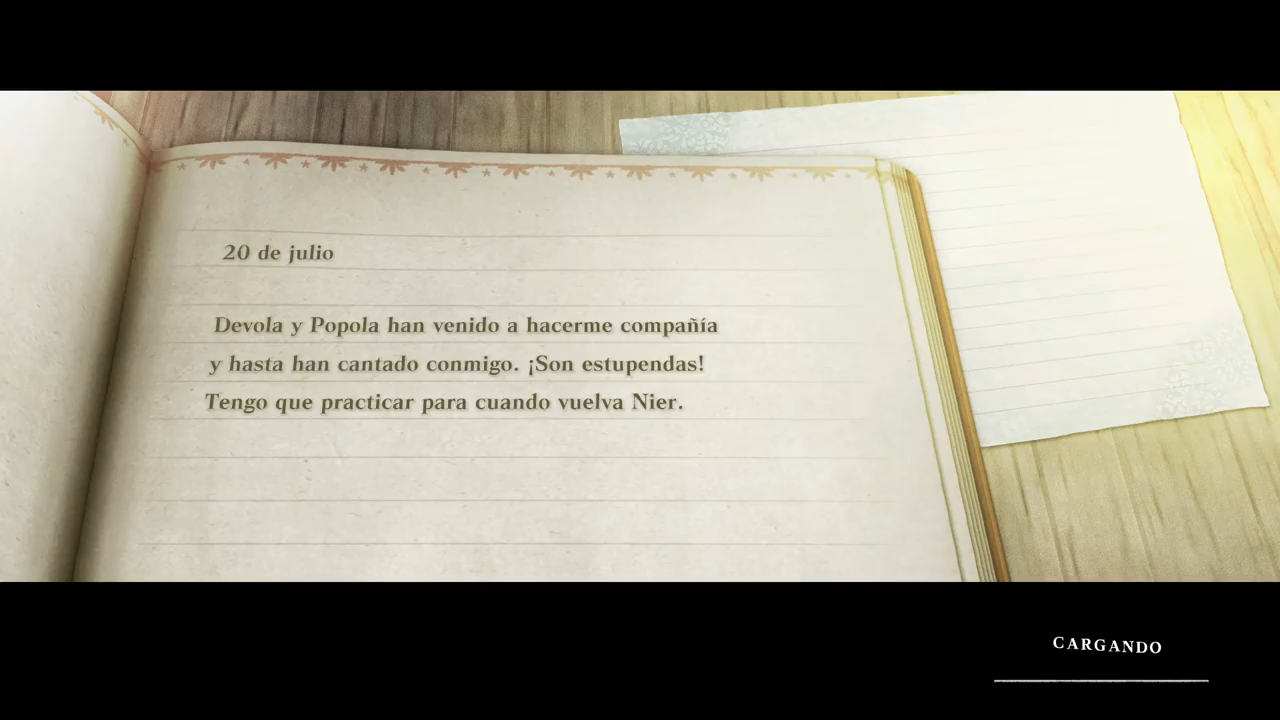 20 de julio
Devola y Popola han venido a hacerme compañía
y hasta han cantado conmigo. ¡Son estupendas!
Tengo que practicar para cuando vuelva Nier.
CARGANDO